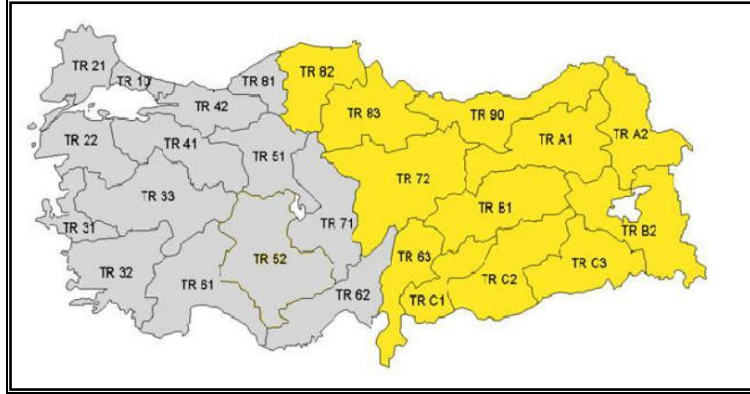 TR 21
TR 10
TR 81
TR 82
TR 42
TR 83
TR 90
TR A1
TR A2
TR 22
TR 41
TR 51
TR 72
TR 33
TR B1
TR 31
TR 71
TR B2
TR 32
TR 52
TR 63
TR C3
TR 61
TR 62
TR C2
TR C1